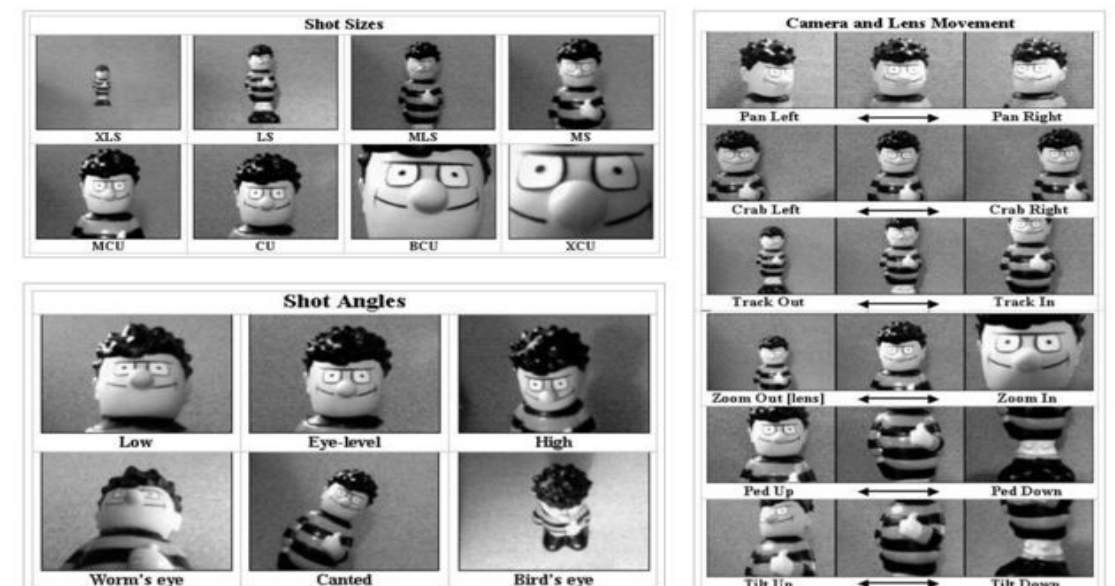 Shot Sizes
XLS LS MLS MS
MCU CU BCU XCU
Shot Angles
Low Eye-level High
Worm's eye Canted Bird's eye
Camera and Lens Movement
Pan Left Pan Right
Crab Left Crab Right
Track Out Track In
Zoom Out [lens] Zoom In
Ped Up Ped Down
Tilt Up Tilt Down